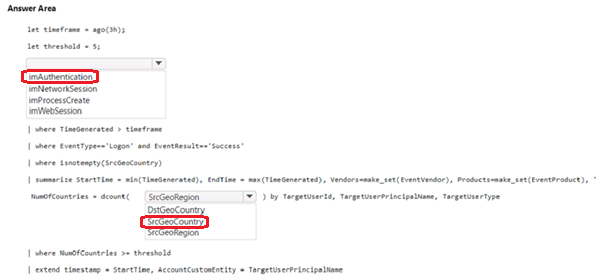 Answer Area
let timeframe = ago(3h);
let threshold = 5;
imAuthentication
imNetworkSession
imProcessCreate
imWebSession
| where TimeGenerated > timeframe
| where EventType=='Logon' and EventResult=='Success'
| where isnotempty(SrcGeoCountry)
| summarize StartTime = min(TimeGenerated), EndTime = max(TimeGenerated), Vendors=make_set(EventVendor), Products=make_set(EventProduct), '
NumOfCountries = dcount( SrcGeoRegion ) by TargetUserId, TargetUserPrincipalName, TargetUserType
DstGeoCountry
SrcGeoCountry
SrcGeoRegion
| where NumOfCountries >= threshold
| extend timestamp = StartTime, AccountCustomEntity = TargetUserPrincipalName